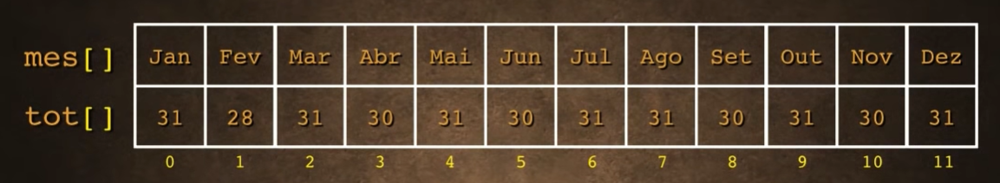 mes[ ] Jan Fev Mar Abr Mai Jun Jul Ago Set Out Nov Dez
tot[ ] 31 28 31 30 31 30 31 31 30 31 30 31
0 1 2 3 4 5 6 7 8 9 10 11